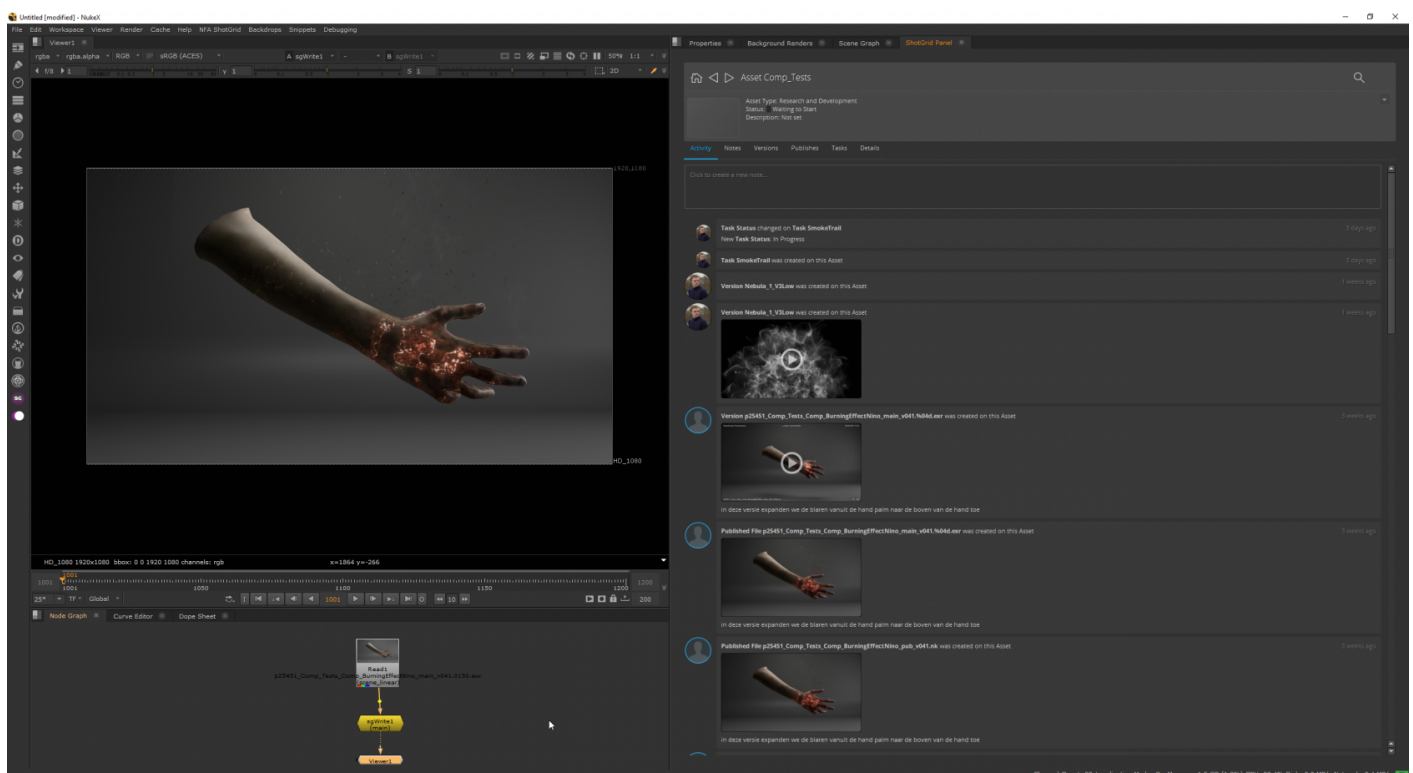 Untitled [modified] - NukeX
File Edit Workspace Viewer Render Cache Help NFA ShotGrid Backdrops Snippets Debugging
Viewer1
rgba rgba.alpha RGB IP sRGB (ACES) A sgWrite1 - B sgWrite1 50% 1:1
f/8 1 Y 1 S 1 2D
1920,1080
HD_1080
HD_1080 1920x1080 bbox: 0 0 1920 1080 channels: rgb x=1864 y=-266
1001
1001 1200
1001 1050 1100 1150 1200
25* TF Global 1001 10 200
Node Graph Curve Editor Dope Sheet
Read1
p25451_Comp_Tests_Comp_BurningEffectNino_main_v041.0150.exr
(scene_linear)
sgWrite1
(main)
Viewer1
Properties Background Renders Scene Graph ShotGrid Panel
Asset Comp_Tests
Asset Type: Research and Development
Status: Waiting to Start
Description: Not set
Activity Notes Versions Publishes Tasks Details
Click to create a new note...
Task Status changed on Task SmokeTrail
New Task Status: In Progress
Task SmokeTrail was created on this Asset
Version Nebula_1_V3Low was created on this Asset
Version Nebula_1_V3Low was created on this Asset
Version p25451_Comp_Tests_Comp_BurningEffectNino_main_v041.%04d.exr was created on this Asset
in deze versie expanden we de blaren vanuit de hand palm naar de boven van de hand toe
Published File p25451_Comp_Tests_Comp_BurningEffectNino_main_v041.%04d.exr was created on this Asset
in deze versie expanden we de blaren vanuit de hand palm naar de boven van de hand toe
Published File p25451_Comp_Tests_Comp_BurningEffectNino_pub_v041.nk was created on this Asset
in deze versie expanden we de blaren vanuit de hand palm naar de boven van de hand toe